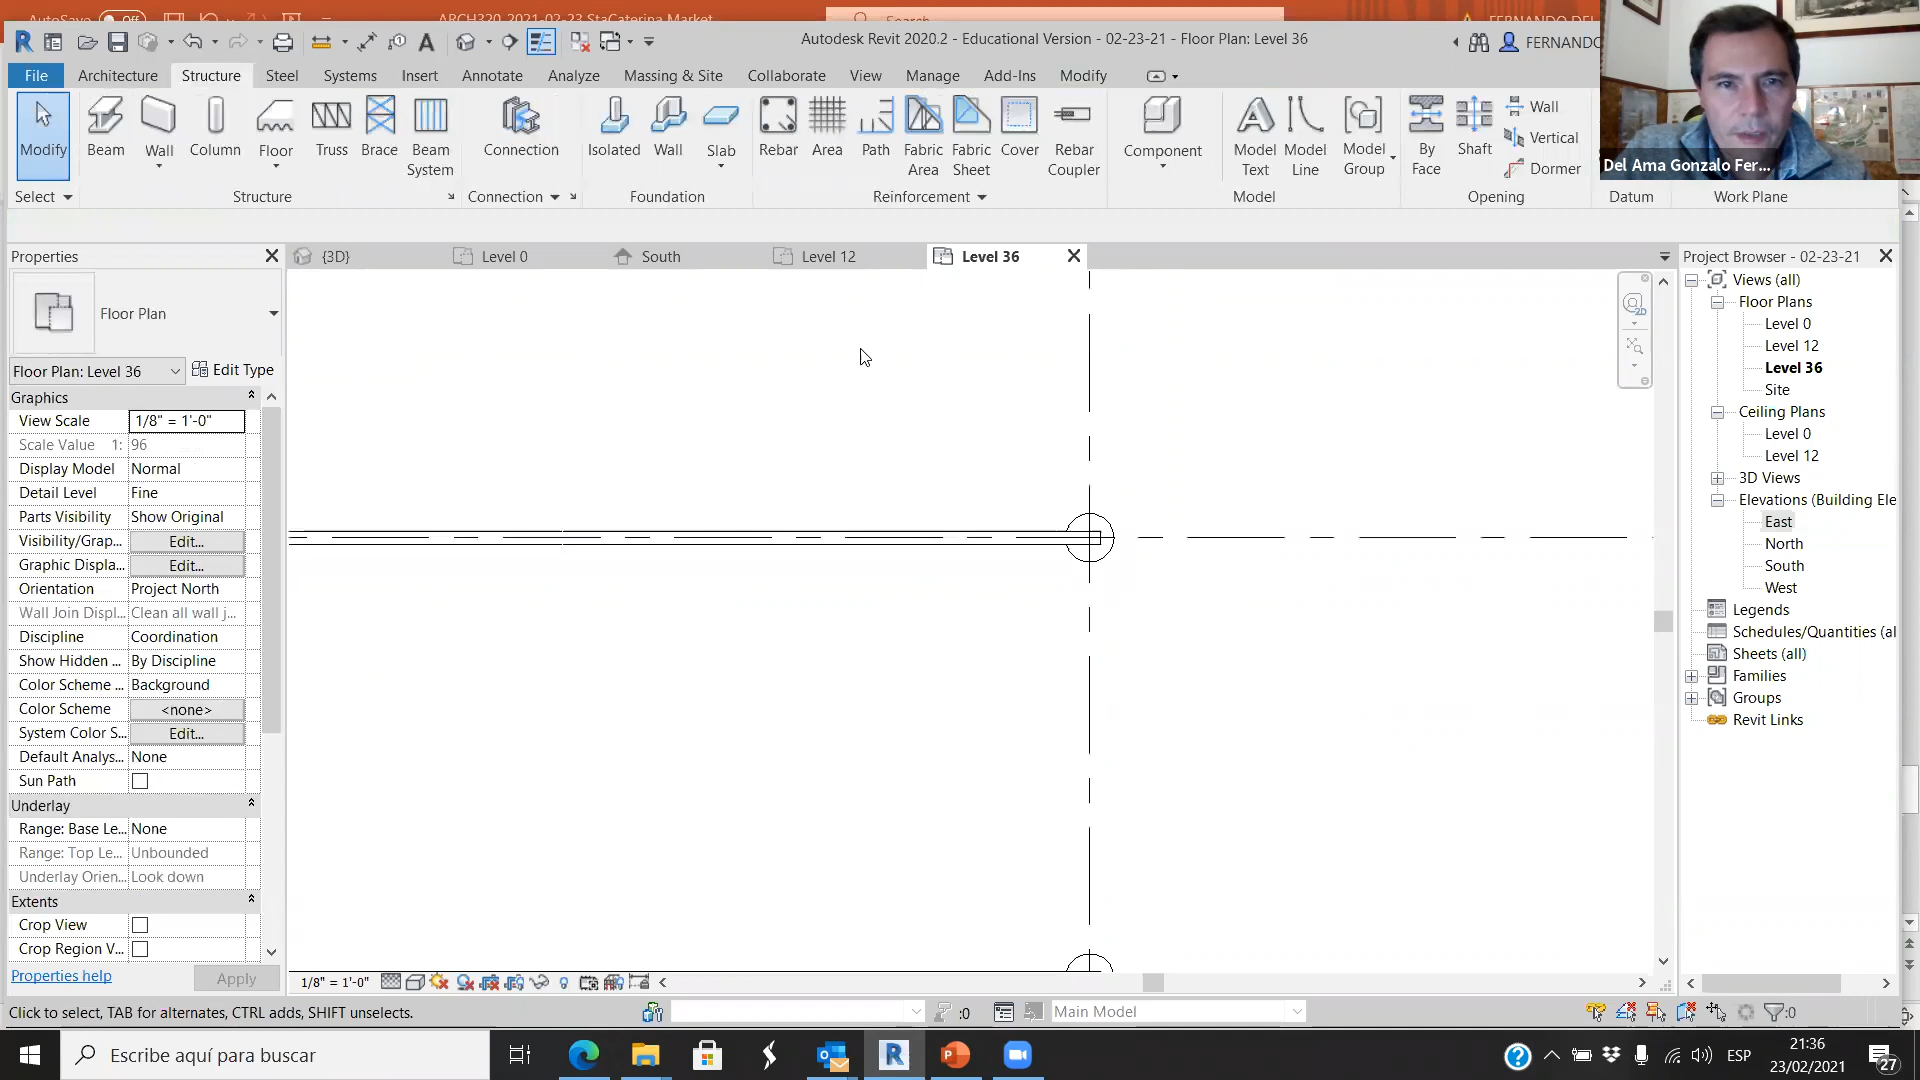 AutoSave Off ARCH320_2021-02-23 StaCaterina Market Search FERNANDO DEL
Autodesk Revit 2020.2 - Educational Version - 02-23-21 - Floor Plan: Level 36
FERNANDO
File Architecture Structure Steel Systems Insert Annotate Analyze Massing & Site Collaborate View Manage Add-Ins Modify
Modify Beam Wall Column Floor Truss Brace Beam System
Connection
Isolated Wall Slab
Rebar Area Path Fabric Area Fabric Sheet Cover Rebar Coupler
Component
Model Text Model Line Model Group
By Face Shaft Wall Vertical Dormer
Del Ama Gonzalo Fer...
Select Structure Connection Foundation Reinforcement Model Opening Datum Work Plane
Properties
{3D} Level 0 South Level 12 Level 36
Project Browser - 02-23-21
Floor Plan
Floor Plan: Level 36 Edit Type
Graphics
View Scale 1/8" = 1'-0"
Scale Value 1: 96
Display Model Normal
Detail Level Fine
Parts Visibility Show Original
Visibility/Grap... Edit...
Graphic Displa... Edit...
Orientation Project North
Wall Join Displ... Clean all wall j...
Discipline Coordination
Show Hidden ... By Discipline
Color Scheme ... Background
Color Scheme <none>
System Color S... Edit...
Default Analys... None
Sun Path
Underlay
Range: Base Le... None
Range: Top Le... Unbounded
Underlay Orien... Look down
Extents
Crop View
Crop Region V...
Properties help Apply
2D
Views (all)
Floor Plans
Level 0
Level 12
Level 36
Site
Ceiling Plans
Level 0
Level 12
3D Views
Elevations (Building Ele
East
North
South
West
Legends
Schedules/Quantities (al
Sheets (all)
Families
Groups
Revit Links
1/8" = 1'-0"
Click to select, TAB for alternates, CTRL adds, SHIFT unselects.
:0 Main Model :0
Escribe aquí para buscar
ESP
21:36
23/02/2021
27